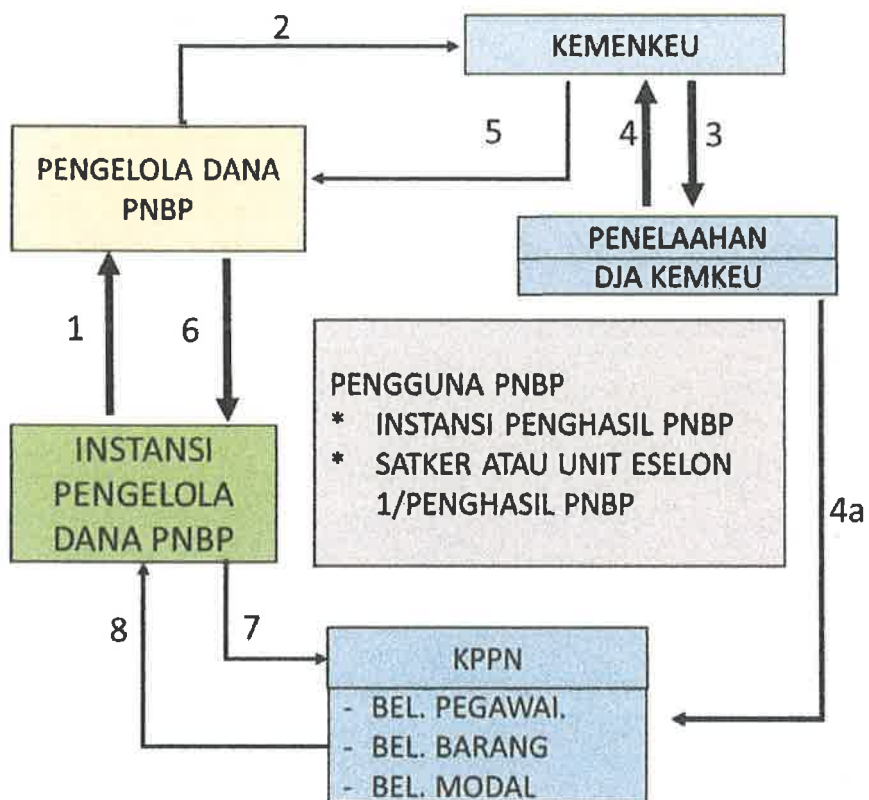 2
KEMENKEU
5
4
3
PENGELOLA DANA
PNBP
PENELAAHAN
DJA KEMKEU
1
6
PENGGUNA PNBP
* INSTANSI PENGHASIL PNBP
* SATKER ATAU UNIT ESELON
1/PENGHASIL PNBP
INSTANSI
PENGELOLA
DANA PNBP
4a
8
7
KPPN
- BEL. PEGAWAI.
- BEL. BARANG
- BEL. MODAL